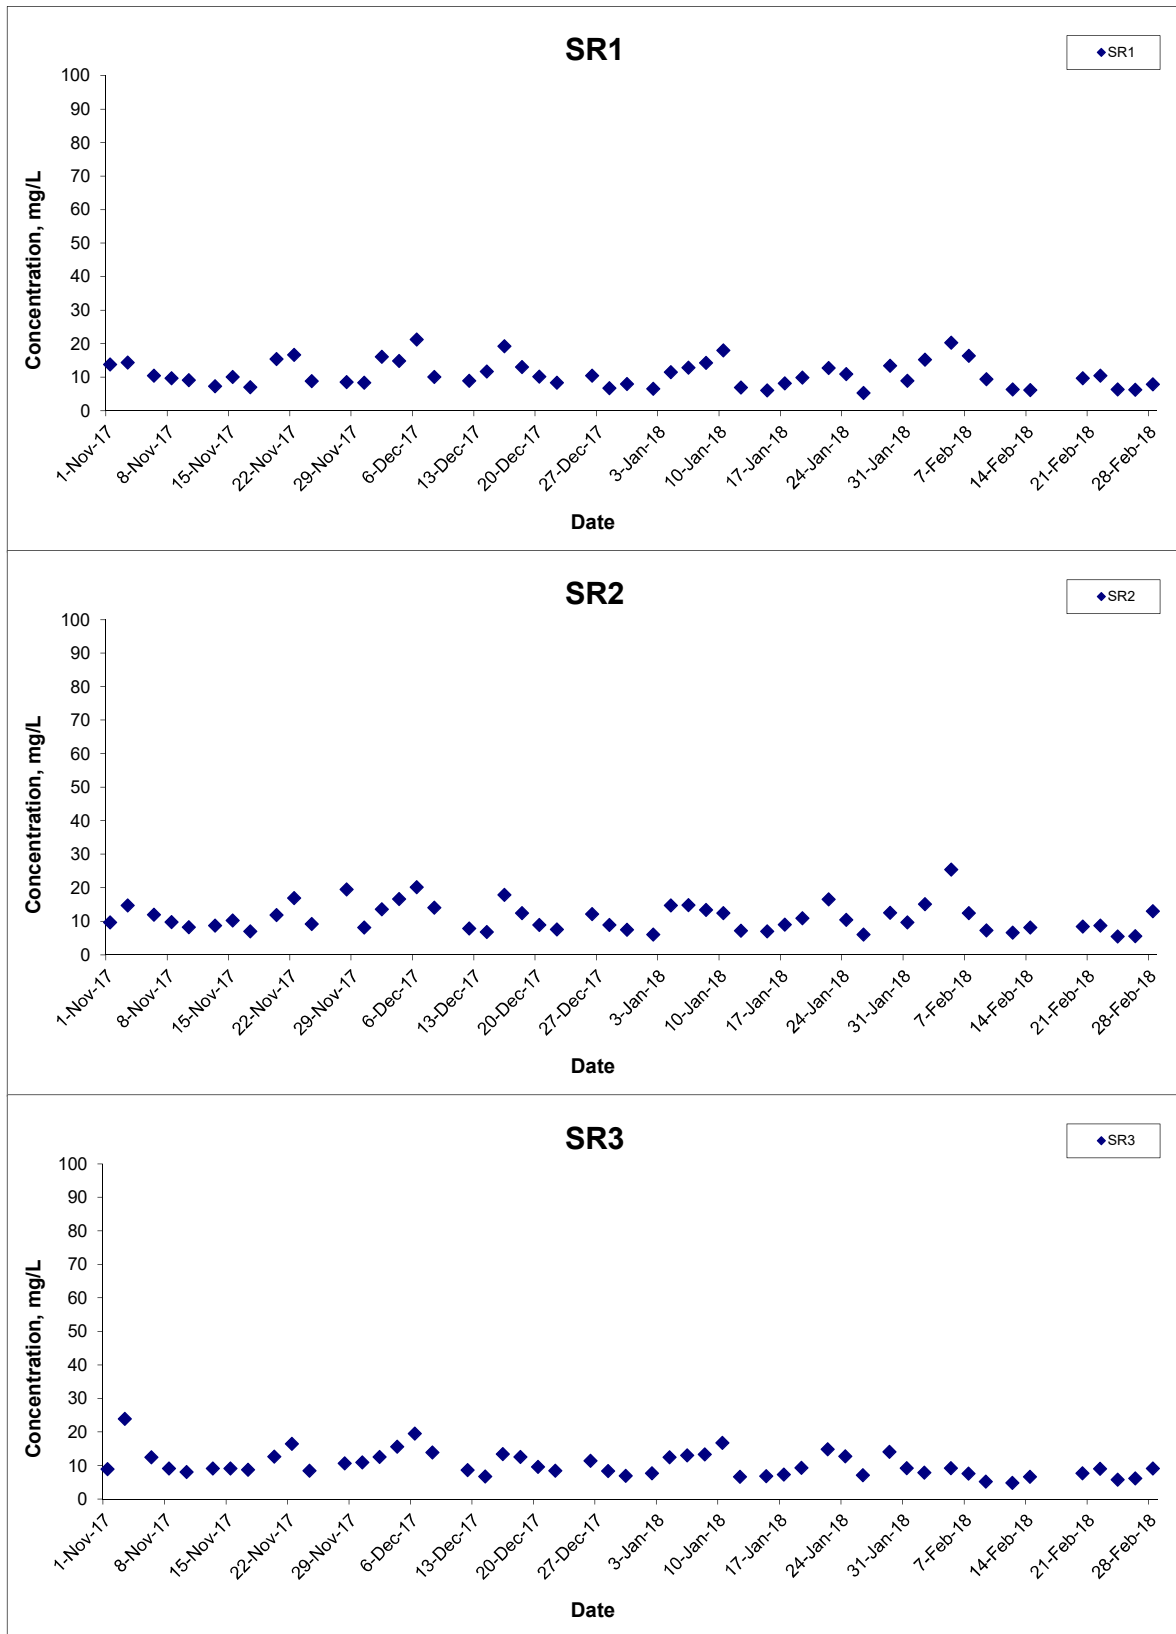 SR1
SR1
100
90
80
70
60
50
40
30
20
10
0
Concentration, mg/L
1-Nov-17
8-Nov-17
15-Nov-17
22-Nov-17
29-Nov-17
6-Dec-17
13-Dec-17
20-Dec-17
27-Dec-17
3-Jan-18
10-Jan-18
17-Jan-18
24-Jan-18
31-Jan-18
7-Feb-18
14-Feb-18
21-Feb-18
28-Feb-18
Date
SR2
SR2
100
90
80
70
60
50
40
30
20
10
0
Concentration, mg/L
1-Nov-17
8-Nov-17
15-Nov-17
22-Nov-17
29-Nov-17
6-Dec-17
13-Dec-17
20-Dec-17
27-Dec-17
3-Jan-18
10-Jan-18
17-Jan-18
24-Jan-18
31-Jan-18
7-Feb-18
14-Feb-18
21-Feb-18
28-Feb-18
Date
SR3
SR3
100
90
80
70
60
50
40
30
20
10
0
Concentration, mg/L
1-Nov-17
8-Nov-17
15-Nov-17
22-Nov-17
29-Nov-17
6-Dec-17
13-Dec-17
20-Dec-17
27-Dec-17
3-Jan-18
10-Jan-18
17-Jan-18
24-Jan-18
31-Jan-18
7-Feb-18
14-Feb-18
21-Feb-18
28-Feb-18
Date